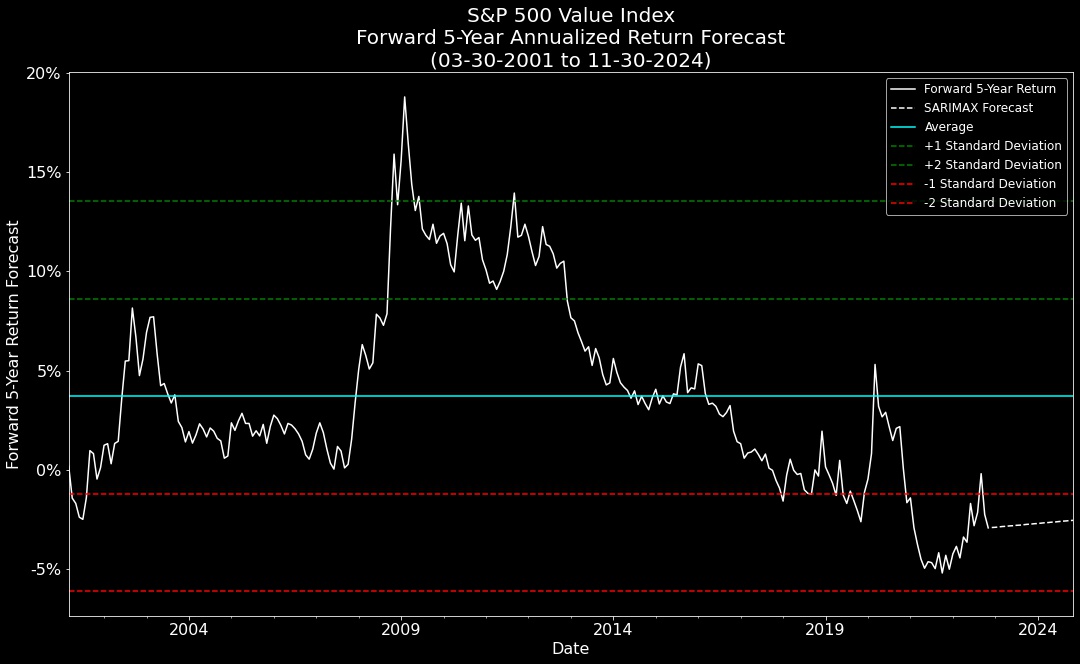 S&P 500 Value Index
Forward 5-Year Annualized Return Forecast
(03-30-2001 to 11-30-2024)
20%
15%
10%
5%
0%
-5%
Forward 5-Year Return Forecast
Forward 5-Year Return
SARIMAX Forecast
Average
+1 Standard Deviation
+2 Standard Deviation
-1 Standard Deviation
-2 Standard Deviation
2004
2009
2014
2019
2024
Date